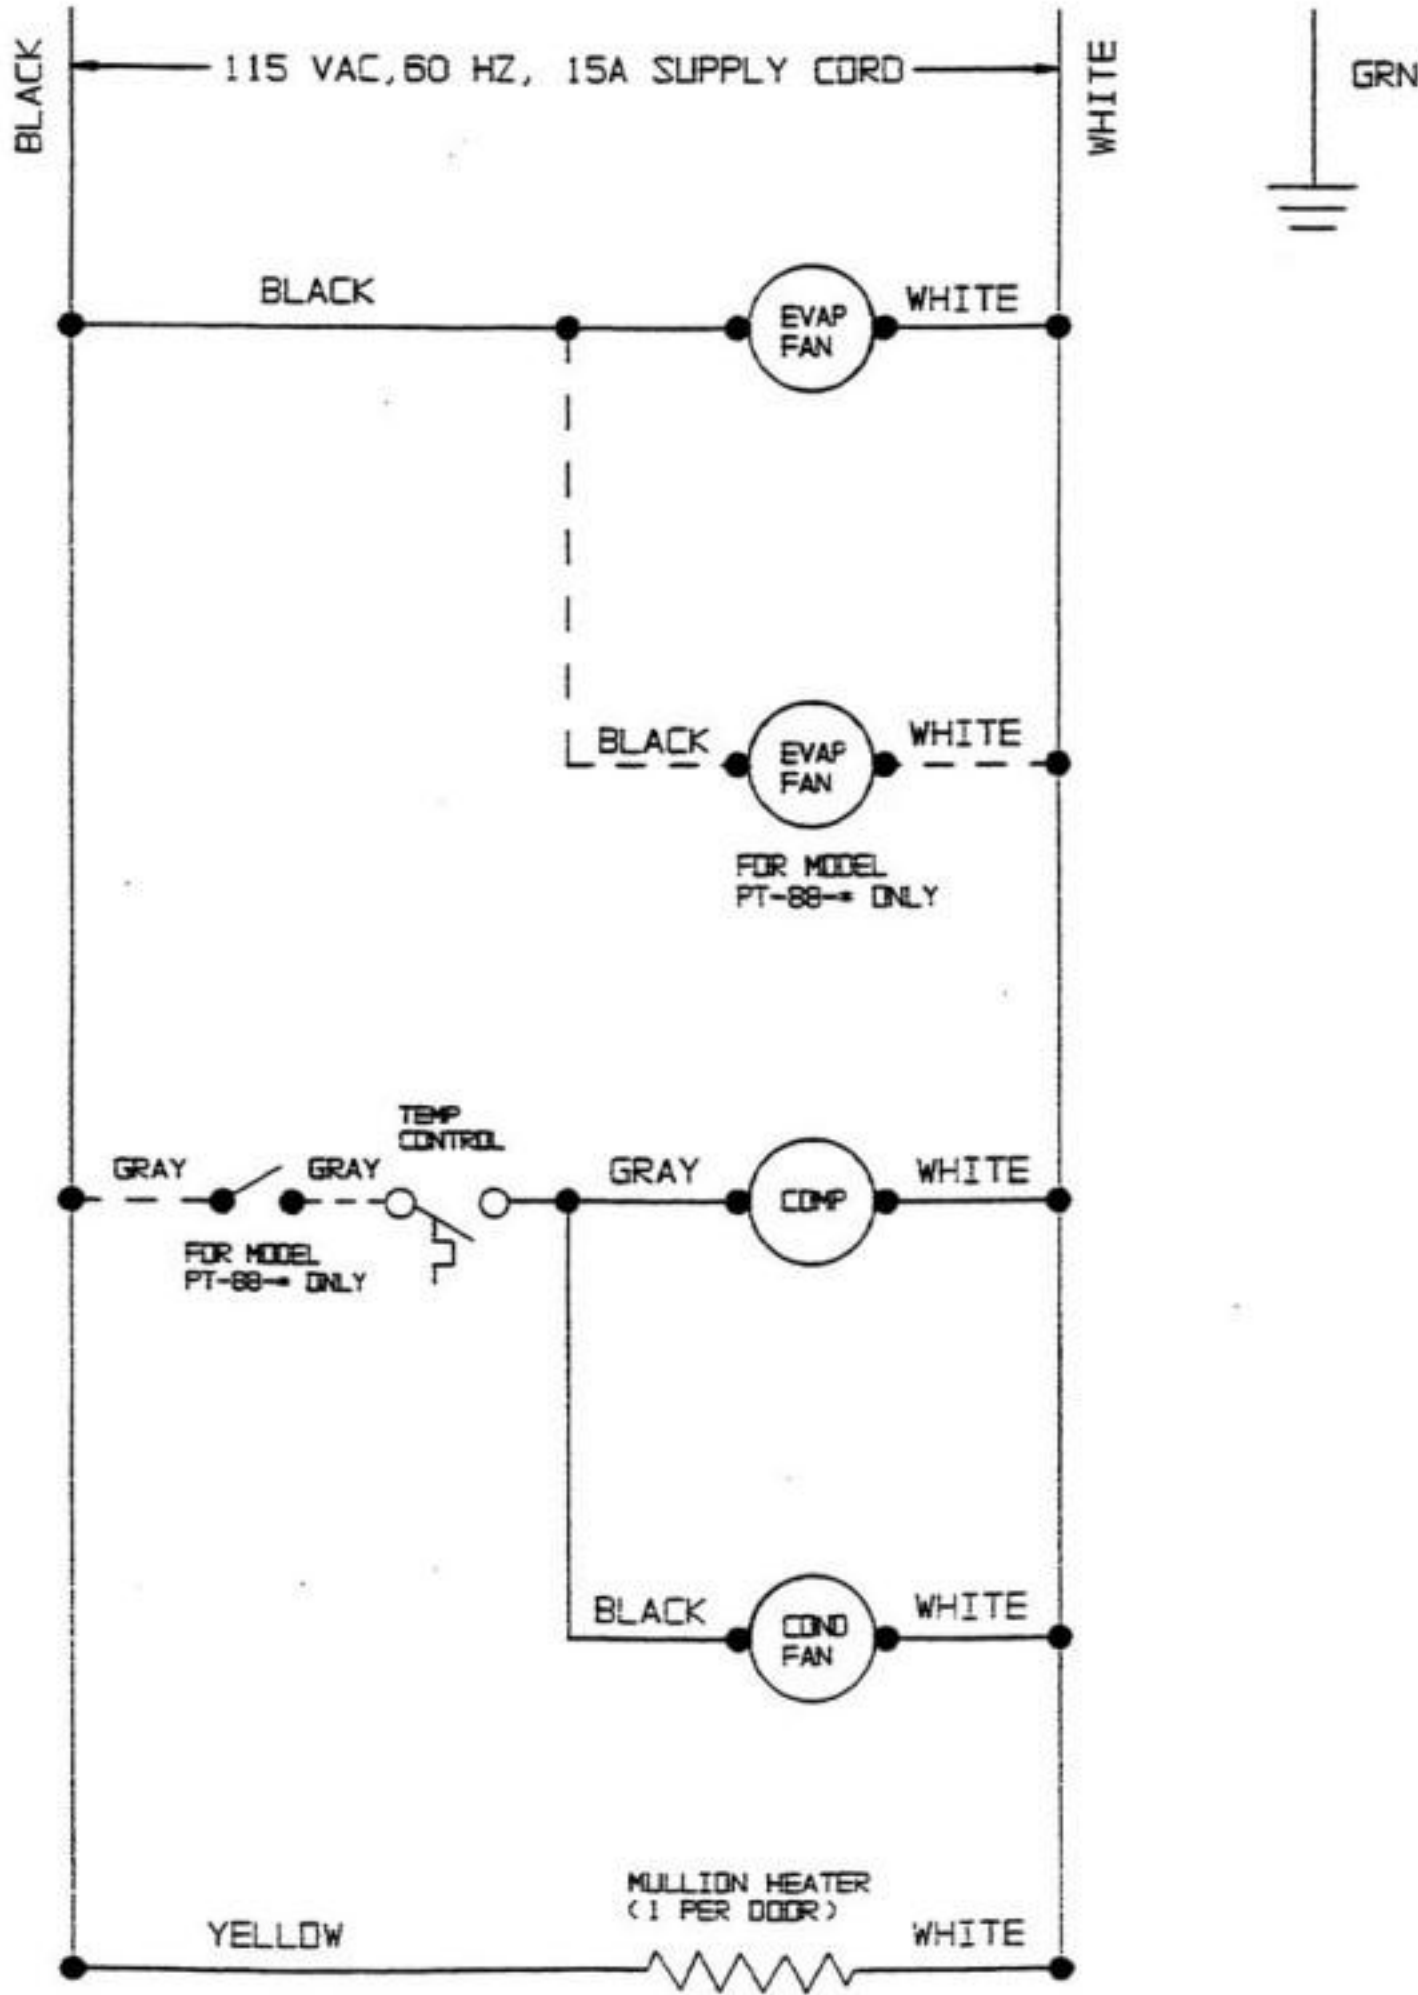 BLACK
115 VAC, 60 HZ, 15A SUPPLY CORD
WHITE
GRN
BLACK
EVAP
FAN
WHITE
BLACK
EVAP
FAN
WHITE
FOR MODEL
PT-88-* ONLY
GRAY
GRAY
TEMP
CONTROL
GRAY
COMP
WHITE
FOR MODEL
PT-88-* ONLY
BLACK
COND
FAN
WHITE
YELLOW
MULLION HEATER
(1 PER DOOR)
WHITE